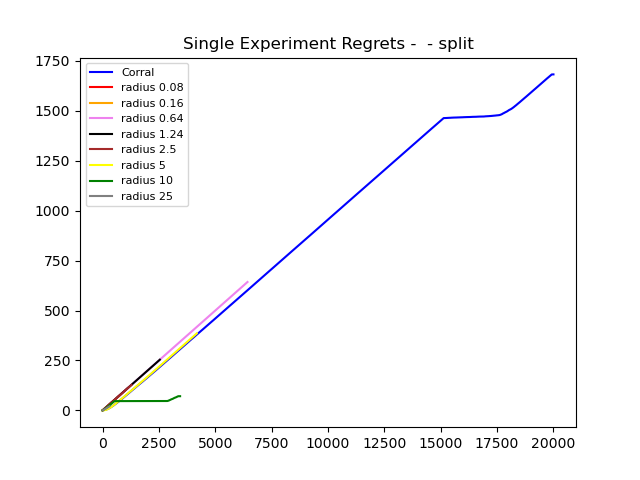 Single Experiment Regrets -  - split
1750
1500
1250
1000
750
500
250
0
Corral
radius 0.08
radius 0.16
radius 0.64
radius 1.24
radius 2.5
radius 5
radius 10
radius 25
0 2500 5000 7500 10000 12500 15000 17500 20000